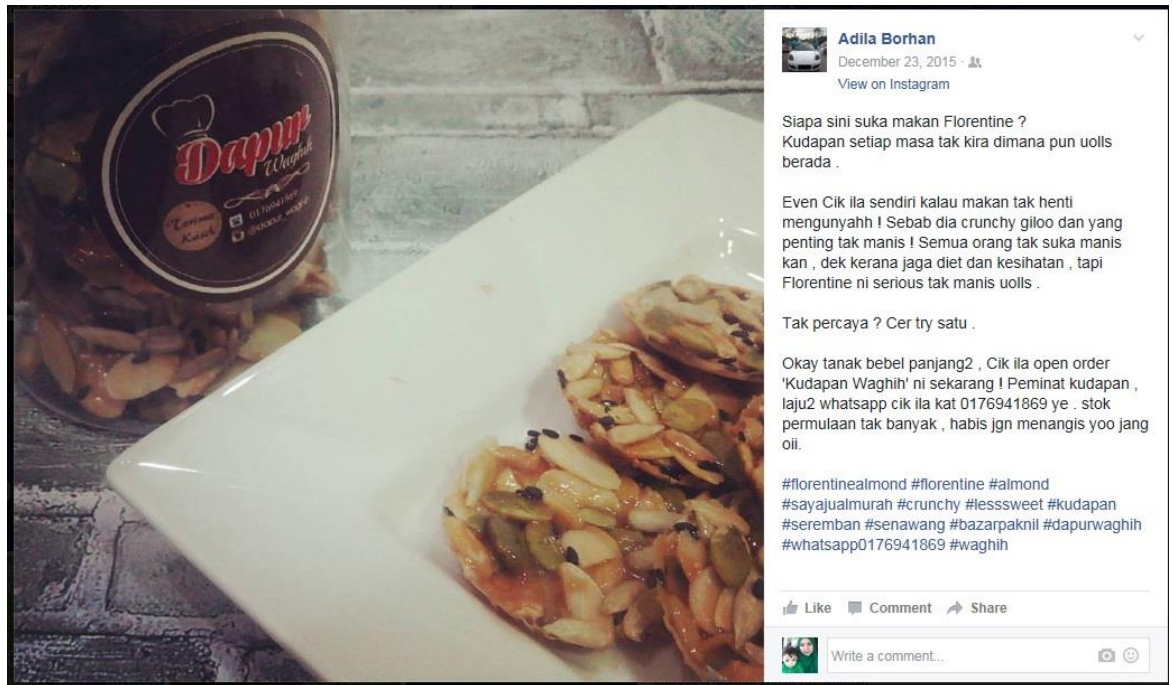 Dapur
Waghih
Terima
Kasih
0176941869
@dapur_waghih
Adila Borhan
December 23, 2015 ·
View on Instagram
Siapa sini suka makan Florentine ?
Kudapan setiap masa tak kira dimana pun uolls
berada .
Even Cik ila sendiri kalau makan tak henti
mengunyahh ! Sebab dia crunchy giloo dan yang
penting tak manis ! Semua orang tak suka manis
kan , dek kerana jaga diet dan kesihatan , tapi
Florentine ni serious tak manis uolls .
Tak percaya ? Cer try satu .
Okay tanak bebel panjang2 , Cik ila open order
'Kudapan Waghih' ni sekarang ! Peminat kudapan ,
laju2 whatsapp cik ila kat 0176941869 ye . stok
permulaan tak banyak , habis jgn menangis yoo jang
oii.
#florentinealmond #florentine #almond
#sayajualmurah #crunchy #lesssweet #kudapan
#seremban #senawang #bazarpaknil #dapurwaghih
#whatsapp0176941869 #waghih
Like Comment Share
Write a comment...